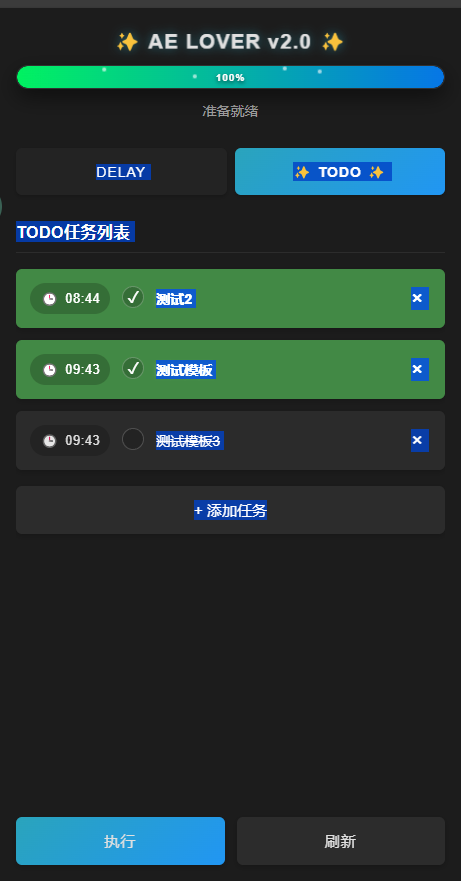 ✨ AE LOVER v2.0 ✨
100%
准备就绪
DELAY
✨ TODO ✨
TODO任务列表
08:44 ✓ 测试2 ×
09:43 ✓ 测试模板 ×
09:43 测试模板3 ×
+ 添加任务
执行
刷新